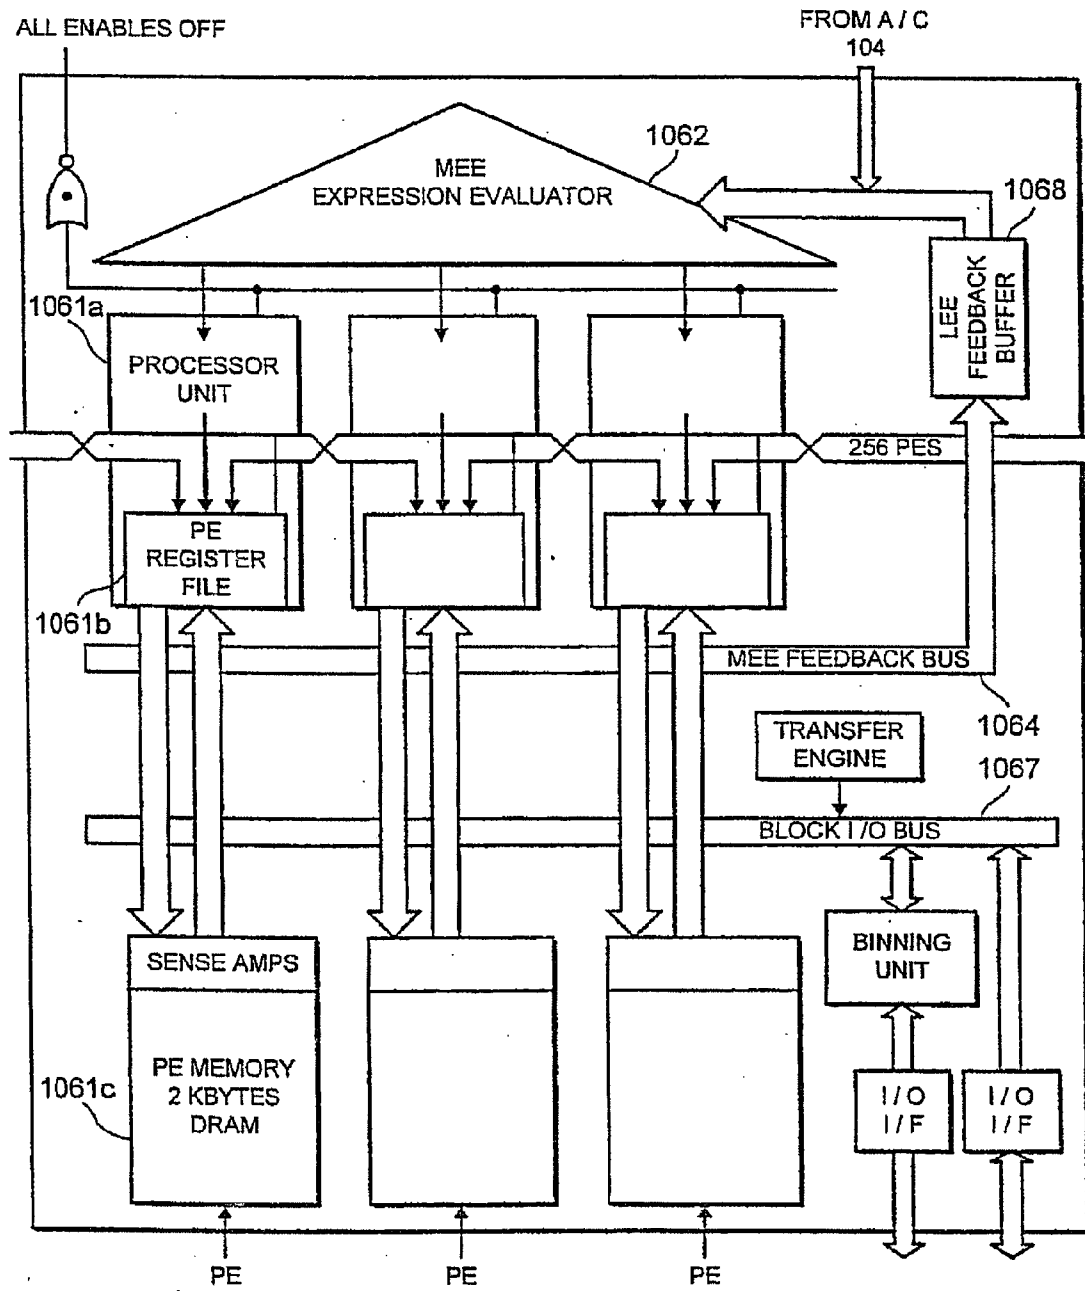 ALL ENABLES OFF
FROM A / C
104
1062
MEE
EXPRESSION EVALUATOR
1068
LEE
FEEDBACK
BUFFER
1061a
PROCESSOR
UNIT
256 PES
PE
REGISTER
FILE
1061b
MEE FEEDBACK BUS
1064
TRANSFER
ENGINE
1067
BLOCK I / O BUS
SENSE AMPS
BINNING
UNIT
1061c
PE MEMORY
2 KBYTES
DRAM
I / O
I / F
I / O
I / F
PE
PE
PE